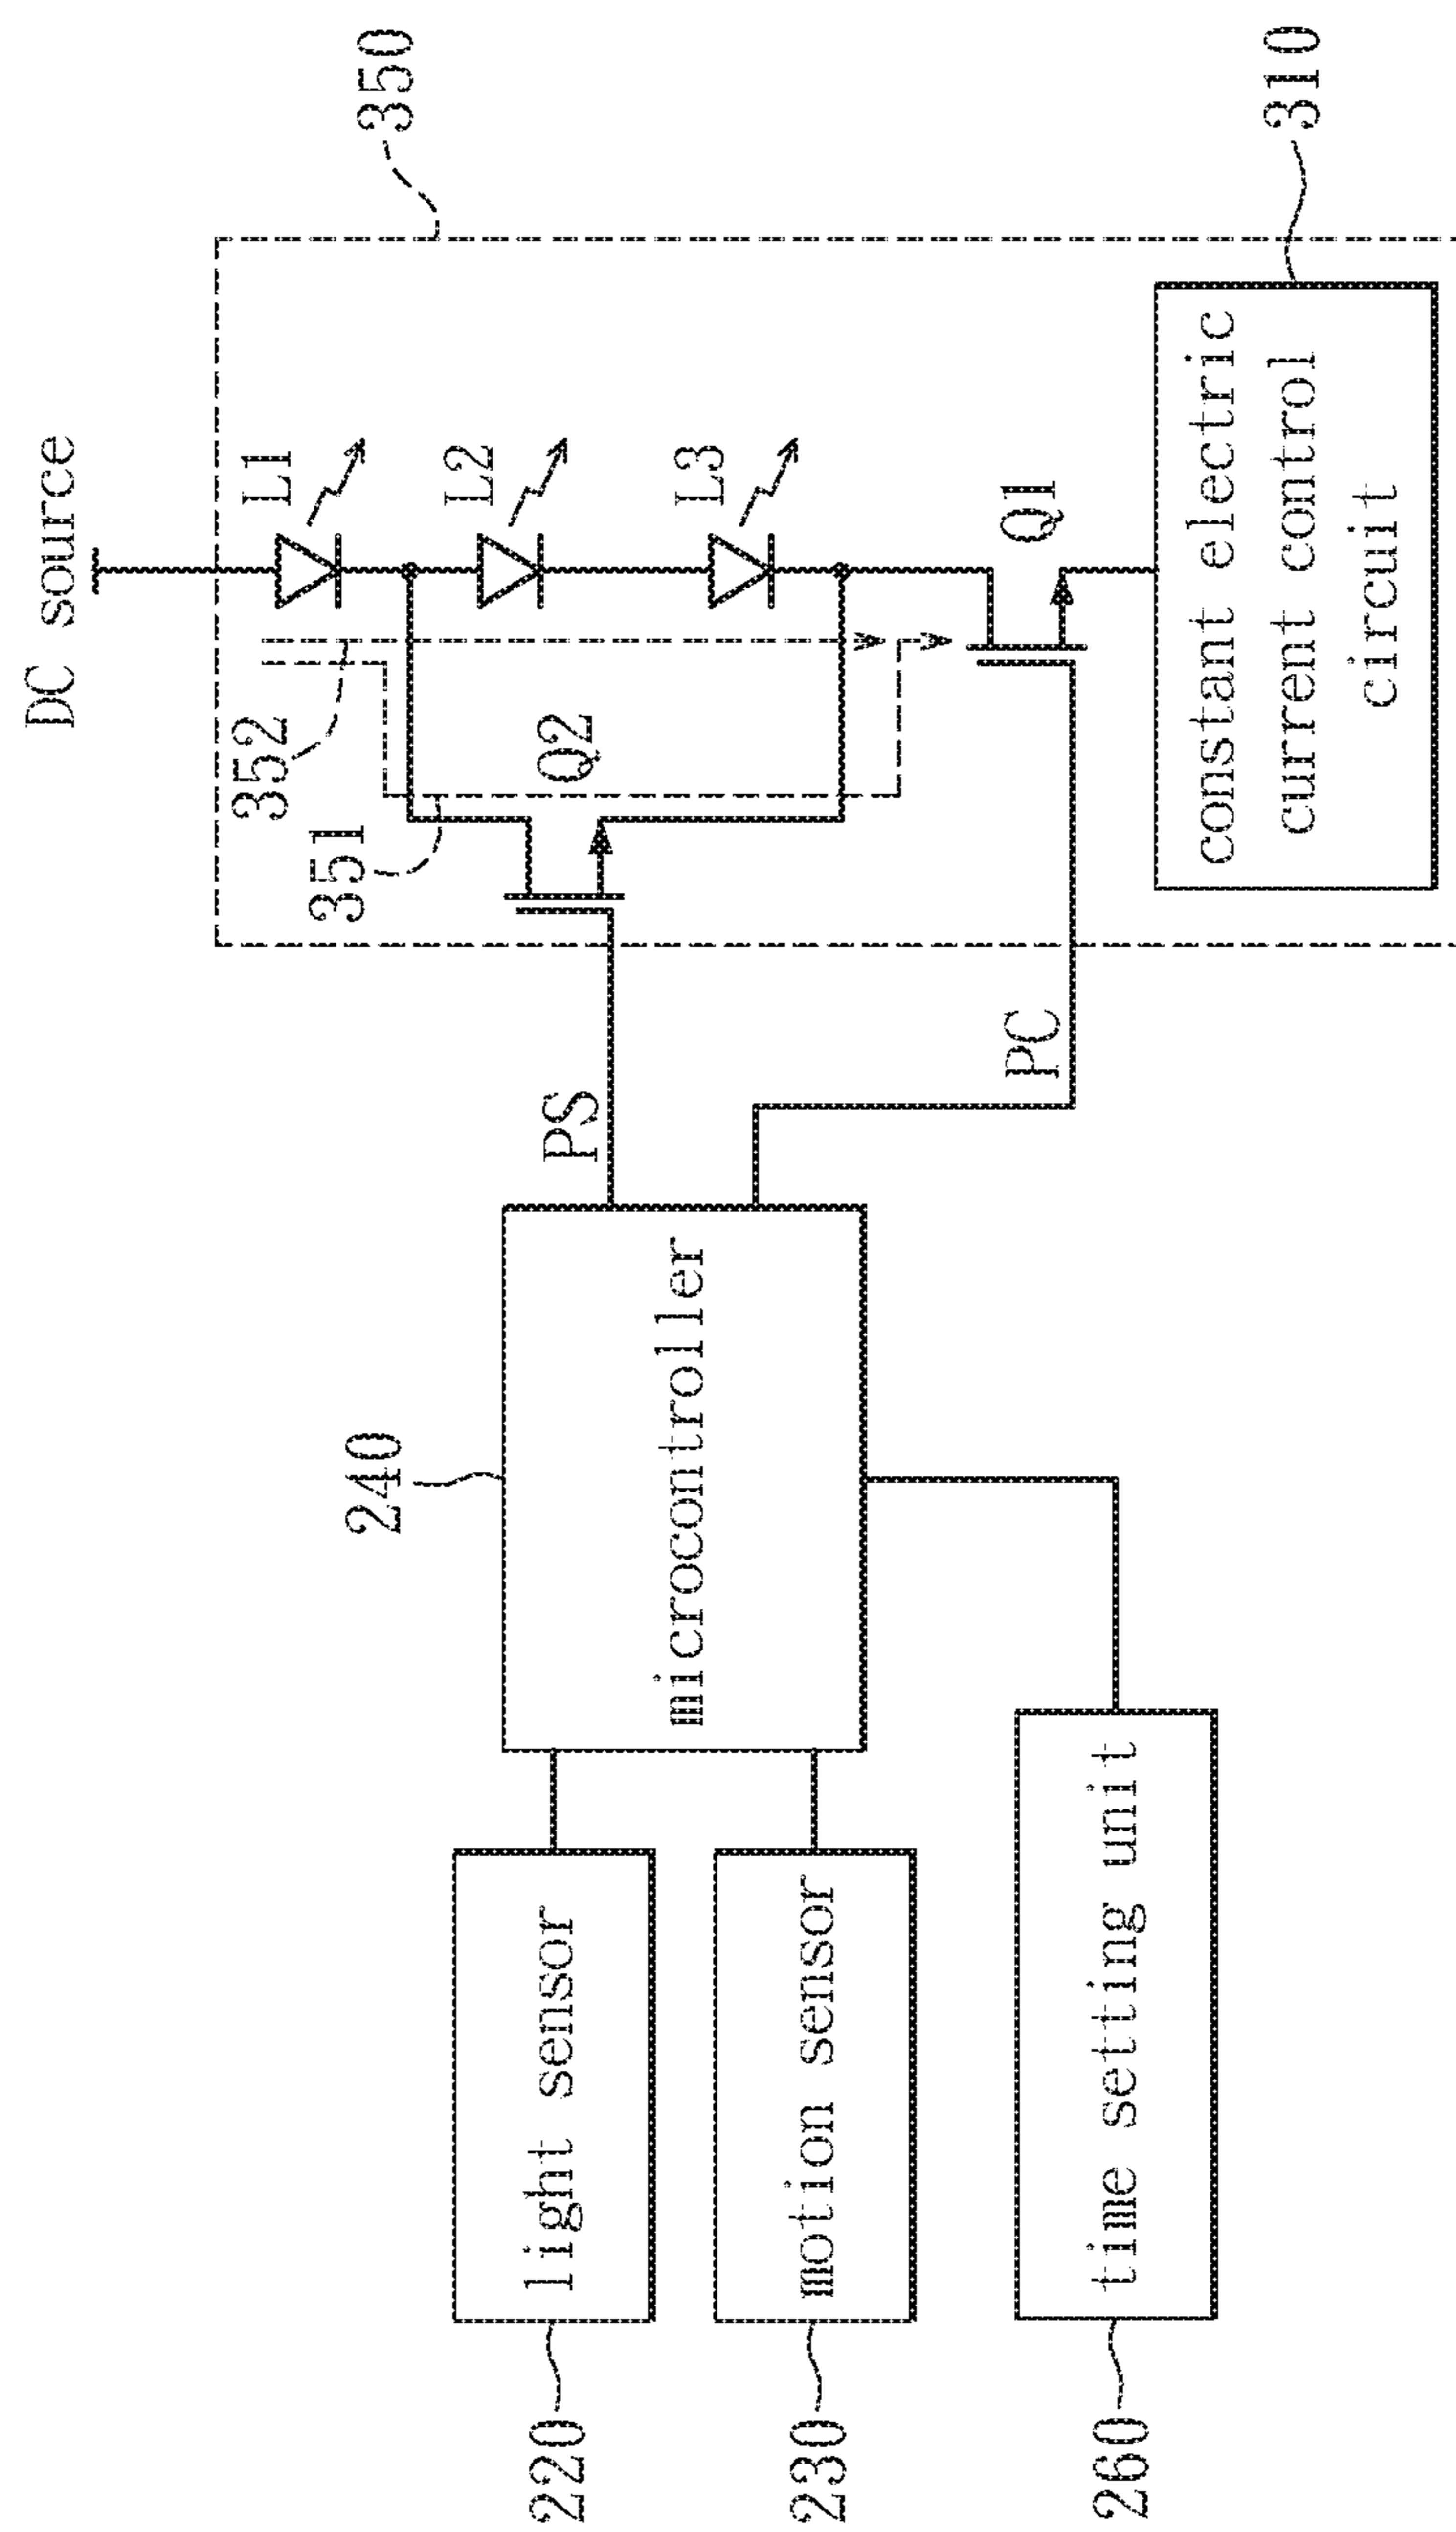 DC source
L1
L2
L3
350
352
351
Q2
Q1
310
constant electric
current control
circuit
PS
PC
240
microcontroller
light sensor
220
motion sensor
230
time setting unit
260